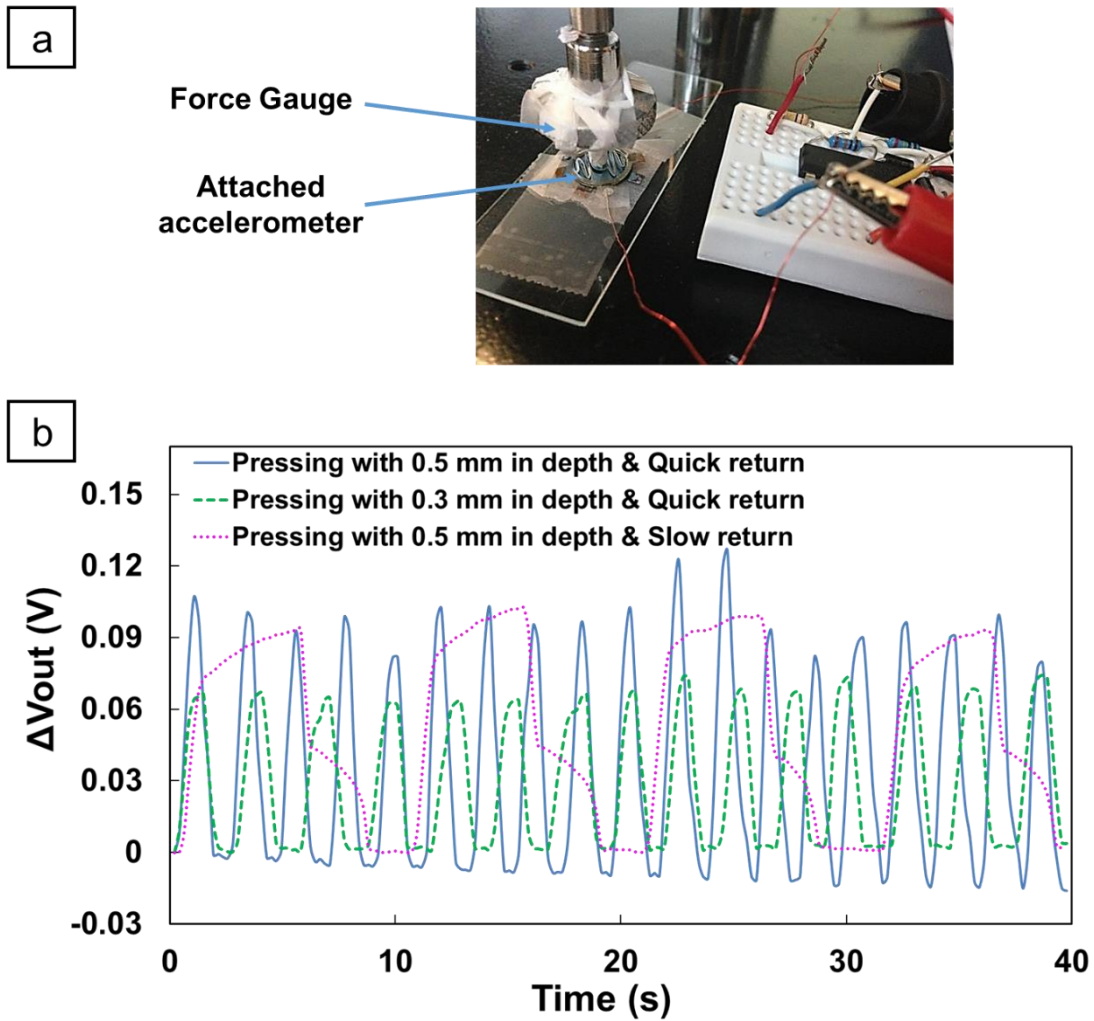 a
Force Gauge
Attached
accelerometer
b
Pressing with 0.5 mm in depth & Quick return
Pressing with 0.3 mm in depth & Quick return
Pressing with 0.5 mm in depth & Slow return
0.15
0.12
0.09
0.06
0.03
0
-0.03
ΔVout (V)
0 10 20 30 40
Time (s)